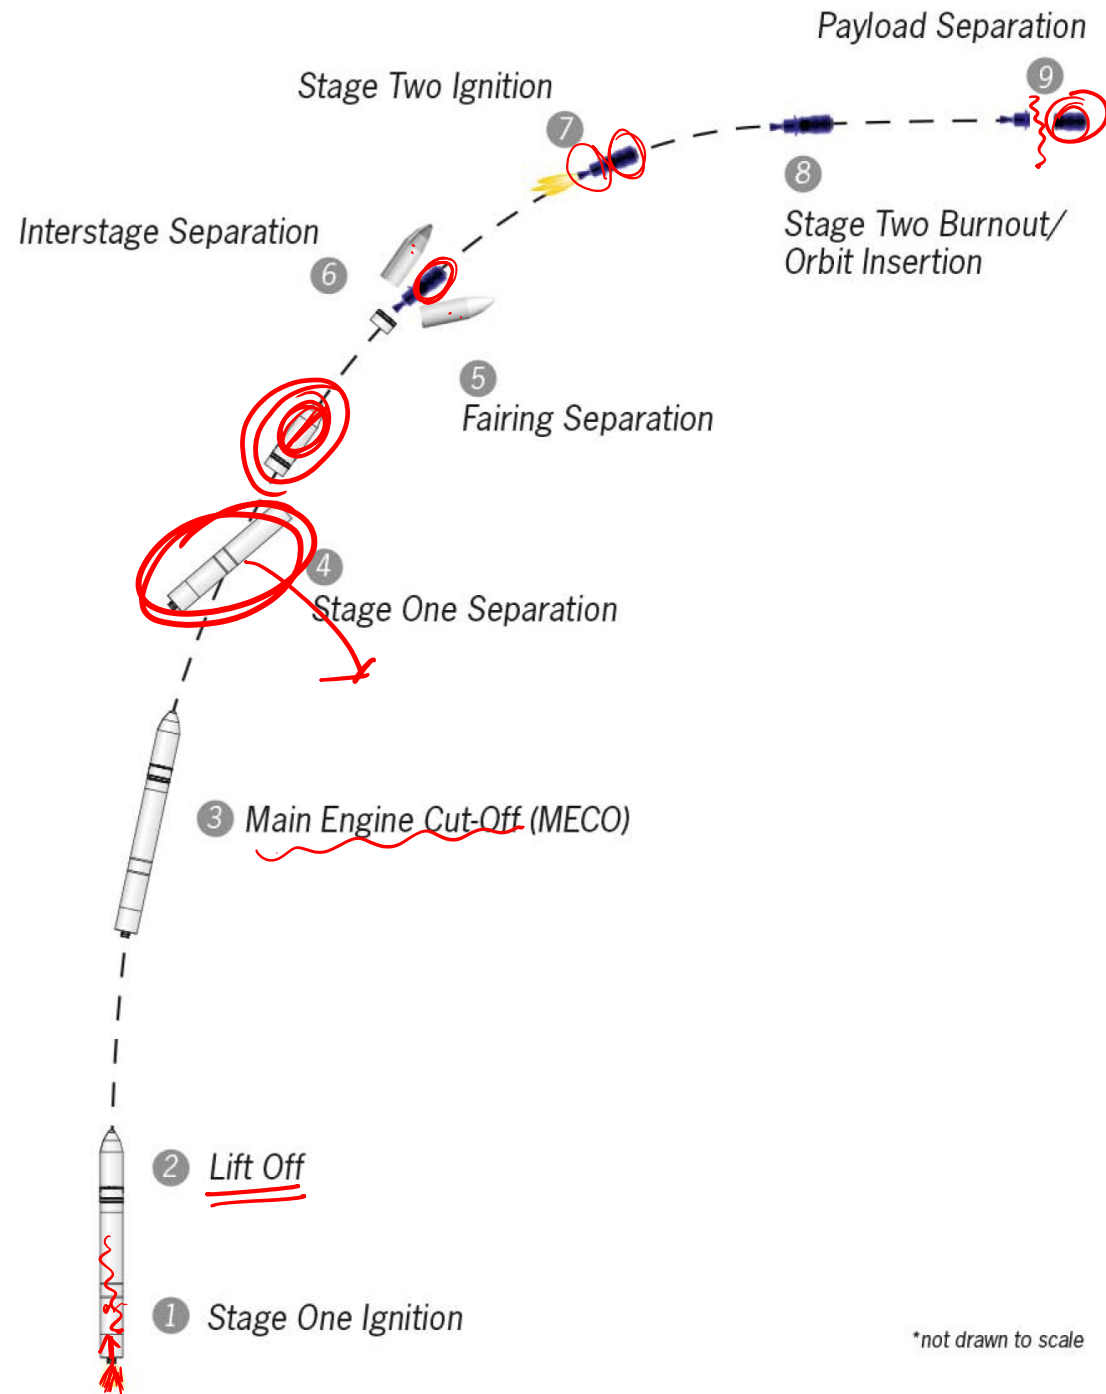 Payload Separation
9
Stage Two Ignition
7
8
Stage Two Burnout/
Orbit Insertion
Interstage Separation
6
5
Fairing Separation
4
Stage One Separation
3 Main Engine Cut-Off (MECO)
2 Lift Off
1 Stage One Ignition
*not drawn to scale